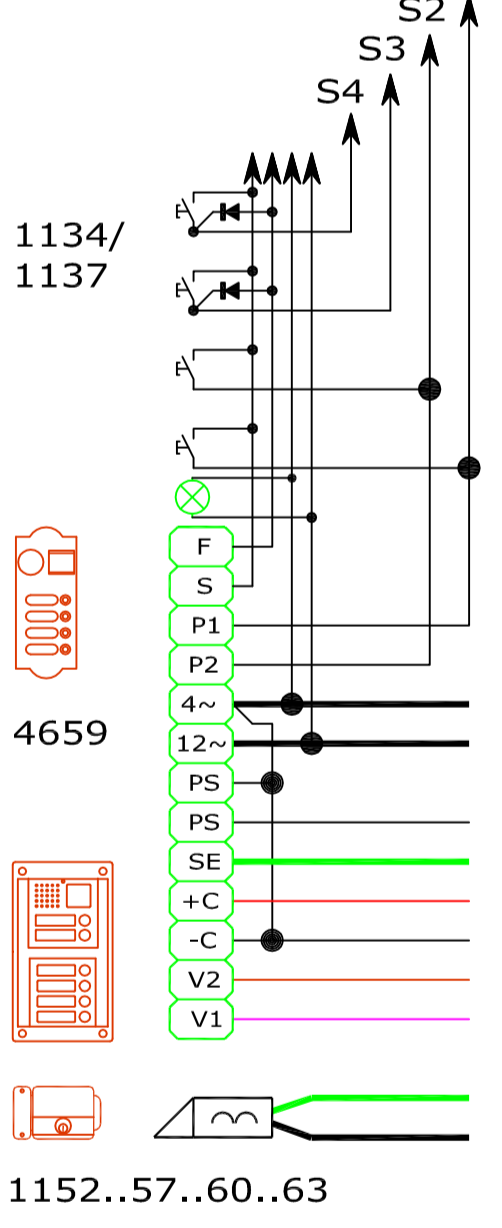 S2
S3
S4
1134/
1137
F
S
P1
P2
4~
4659
12~
PS
PS
SE
+C
-C
V2
V1
1152..57..60..63